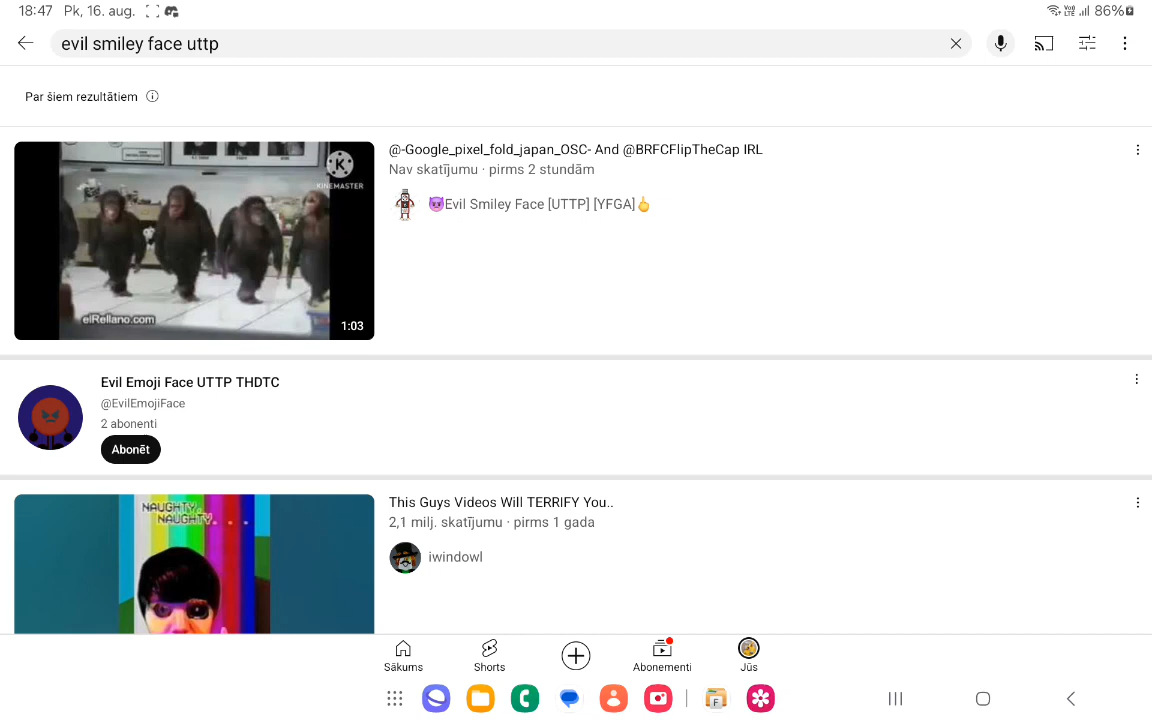 18:47 Pk, 16. aug. 86%
evil smiley face uttp
Par šiem rezultātiem
@-Google_pixel_fold_japan_OSC- And @BRFCFlipTheCap IRL
Nav skatījumu · pirms 2 stundām
😈Evil Smiley Face [UTTP] [YFGA]🖕
K
KINEMASTER
elRellano.com
1:03
Evil Emoji Face UTTP THDTC
@EvilEmojiFace
2 abonenti
Abonēt
This Guys Videos Will TERRIFY You..
2,1 milj. skatījumu · pirms 1 gada
iwindowl
NAUGHTY,
NAUGHTY. . .
Sākums
Shorts
Abonementi
Jūs
F